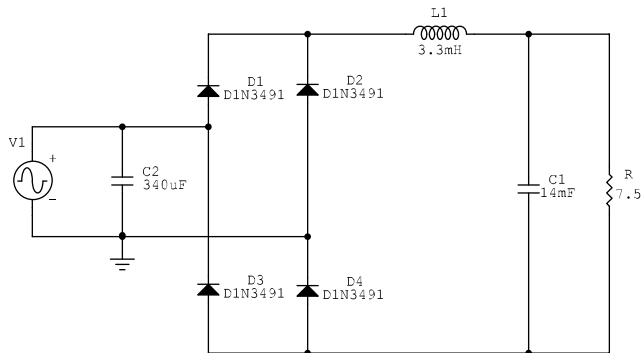 L1
3.3mH
D1
D1N3491
D2
D1N3491
V1
+
−
C2
340uF
C1
14mF
R
7.5
D3
D1N3491
D4
D1N3491